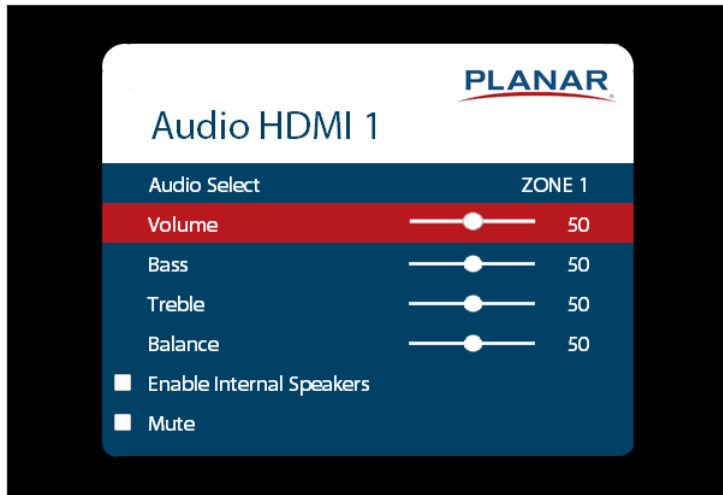 PLANAR
Audio HDMI 1
Audio Select ZONE 1
Volume 50
Bass 50
Treble 50
Balance 50
Enable Internal Speakers
Mute